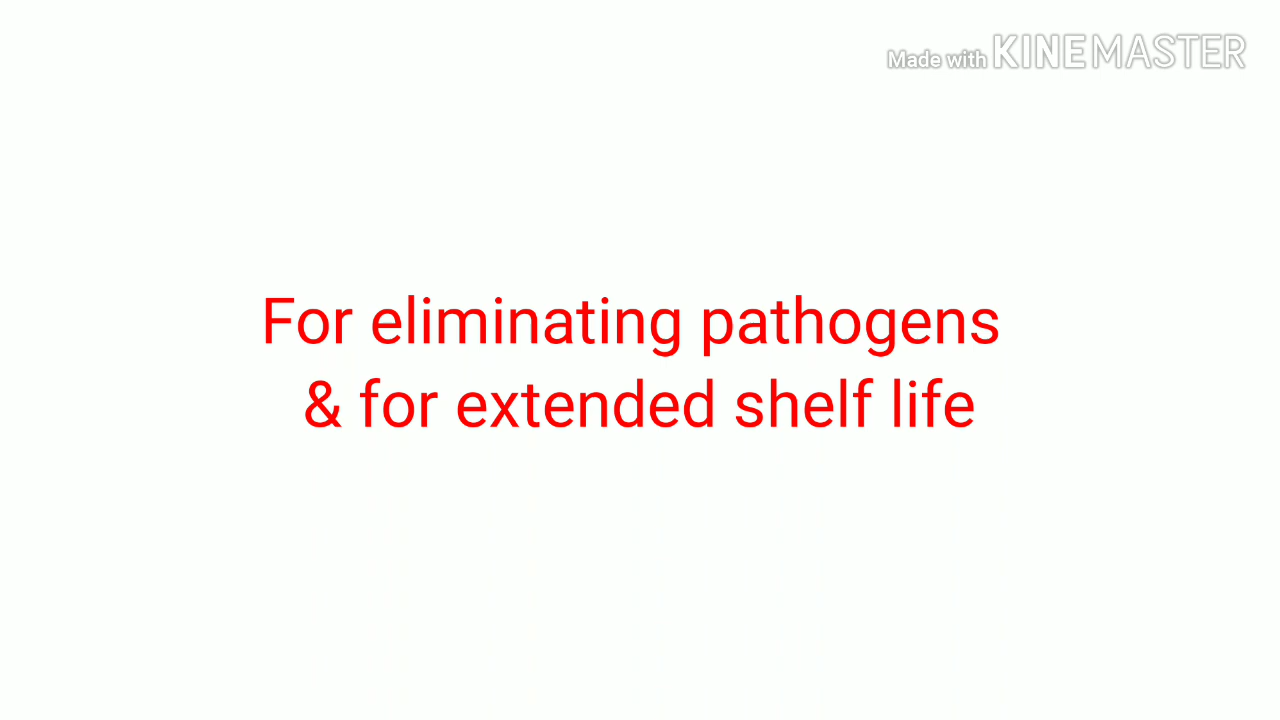 Made with KINEMASTER
For eliminating pathogens
& for extended shelf life